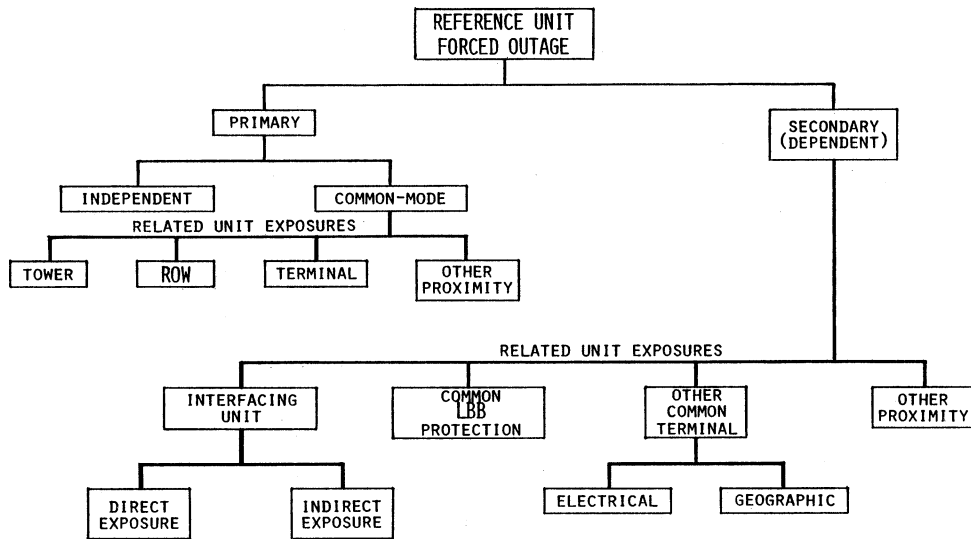 REFERENCE UNIT
FORCED OUTAGE
PRIMARY
SECONDARY
(DEPENDENT)
INDEPENDENT
COMMON-MODE
RELATED UNIT EXPOSURES
TOWER
ROW
TERMINAL
OTHER
PROXIMITY
RELATED UNIT EXPOSURES
INTERFACING
UNIT
COMMON
LBB
PROTECTION
OTHER
COMMON
TERMINAL
OTHER
PROXIMITY
DIRECT
EXPOSURE
INDIRECT
EXPOSURE
ELECTRICAL
GEOGRAPHIC